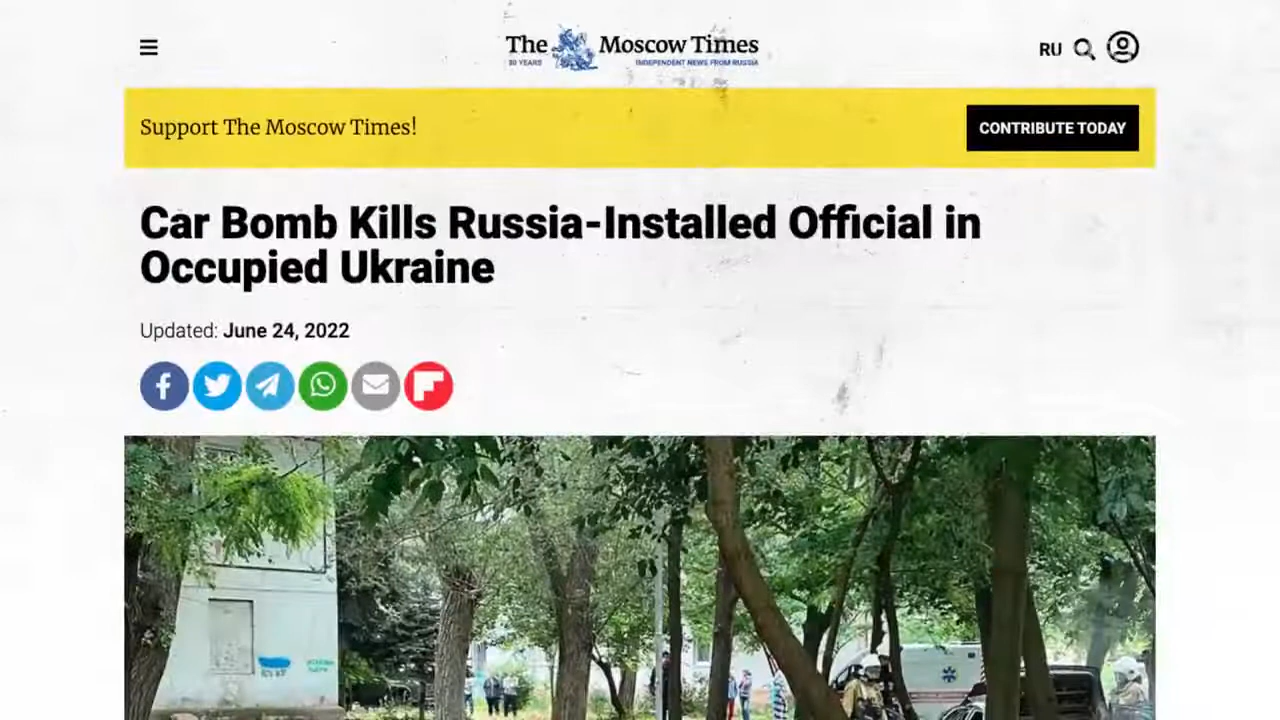 The Moscow Times
30 YEARS INDEPENDENT NEWS FROM RUSSIA
RU
Support The Moscow Times!
CONTRIBUTE TODAY
Car Bomb Kills Russia-Installed Official in
Occupied Ukraine
Updated: June 24, 2022